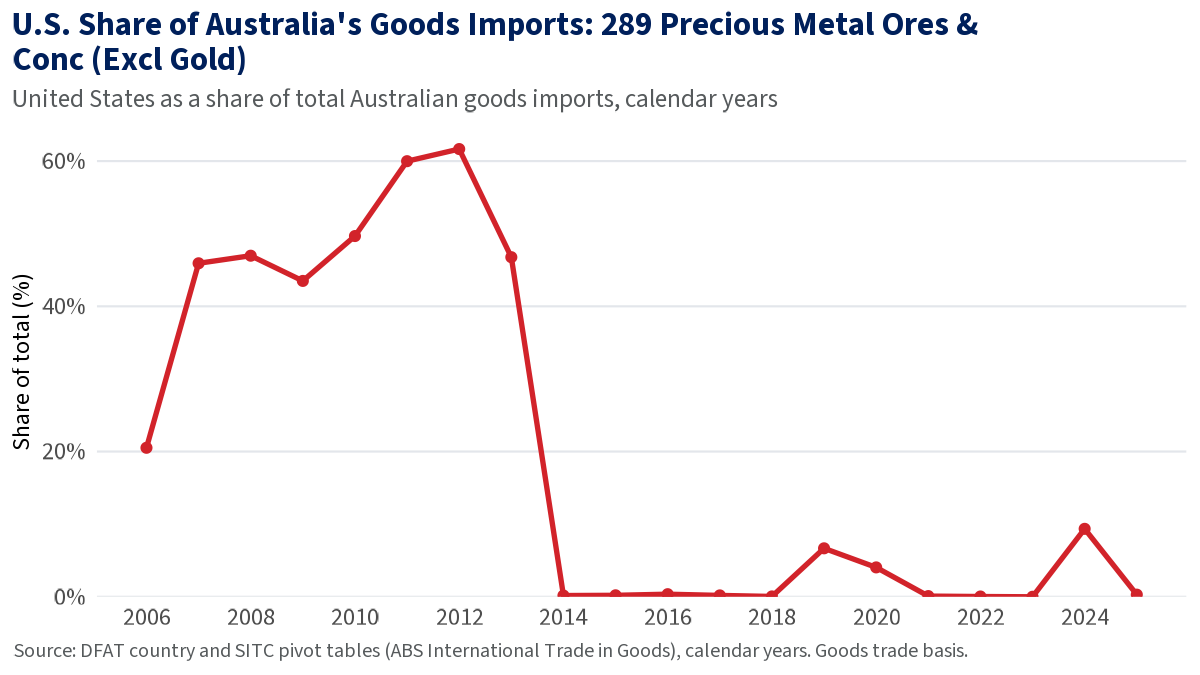 U.S. Share of Australia's Goods Imports: 289 Precious Metal Ores &
Conc (Excl Gold)
United States as a share of total Australian goods imports, calendar years
Share of total (%)
60%
40%
20%
0%
2006 2008 2010 2012 2014 2016 2018 2020 2022 2024
Source: DFAT country and SITC pivot tables (ABS International Trade in Goods), calendar years. Goods trade basis.